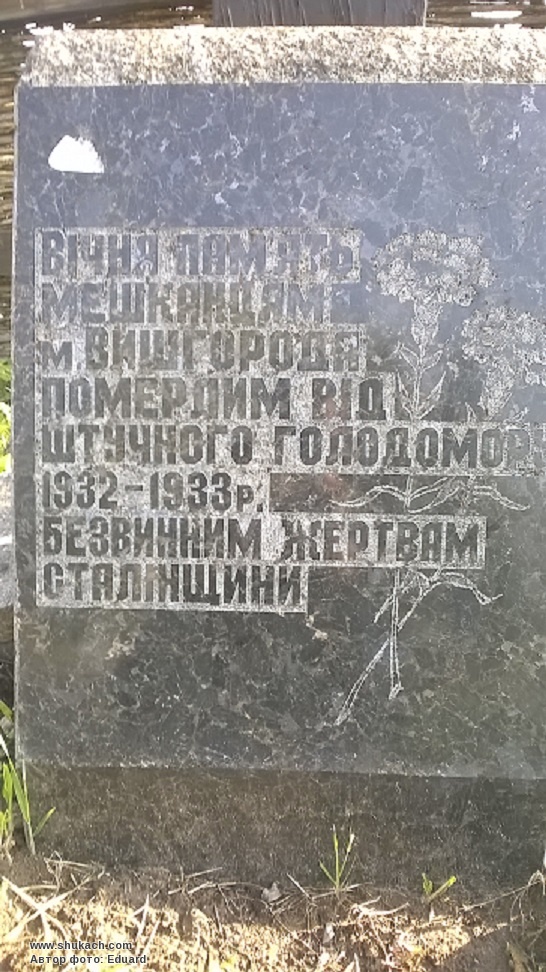 ВІЧНА ПАМ'ЯТЬ
МЕШКАНЦЯМ
м.ВИШГОРОДА
ПОМЕРЛИМ ВІД
ШТУЧНОГО ГОЛОДОМОР
1932-1933р.
БЕЗВИННИМ ЖЕРТВАМ
СТАЛІНЩИНИ
www.shukach.com
Автор фото: Eduard